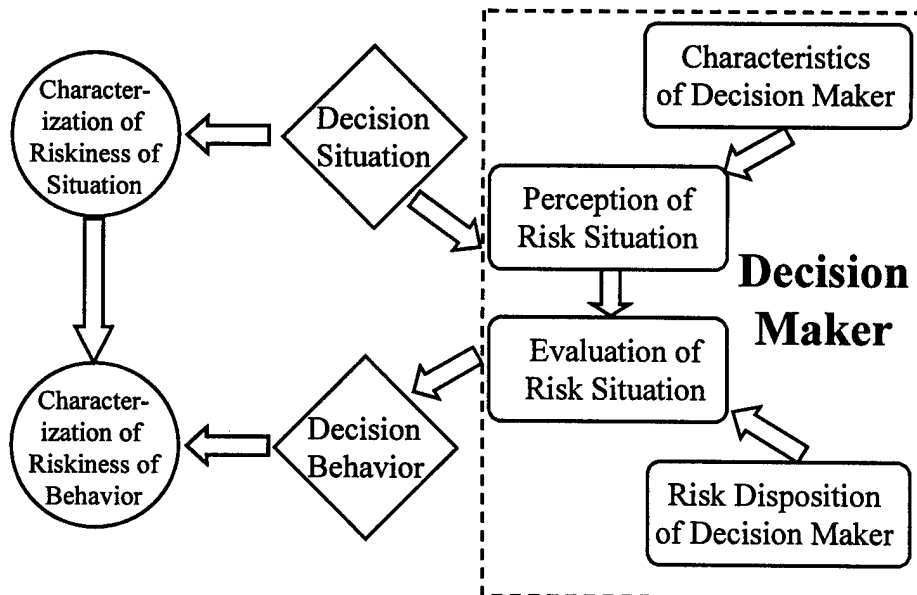 Character-
ization of
Riskiness of
Situation
Decision
Situation
Characteristics
of Decision Maker
Perception of
Risk Situation
Decision
Maker
Evaluation of
Risk Situation
Character-
ization of
Riskiness of
Behavior
Decision
Behavior
Risk Disposition
of Decision Maker